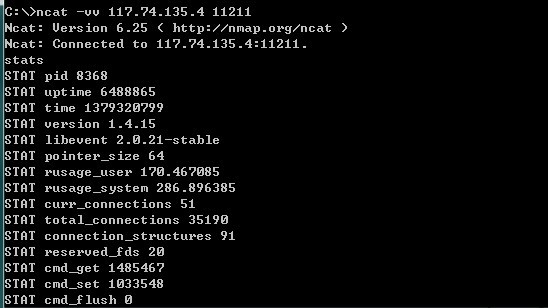 C:\>ncat -vv 117.74.135.4 11211
Ncat: Version 6.25 ( http://nmap.org/ncat )
Ncat: Connected to 117.74.135.4:11211.
stats
STAT pid 8368
STAT uptime 6488865
STAT time 1379320799
STAT version 1.4.15
STAT libevent 2.0.21-stable
STAT pointer_size 64
STAT rusage_user 170.467085
STAT rusage_system 286.896385
STAT curr_connections 51
STAT total_connections 35190
STAT connection_structures 91
STAT reserved_fds 20
STAT cmd_get 1485467
STAT cmd_set 1033548
STAT cmd_flush 0